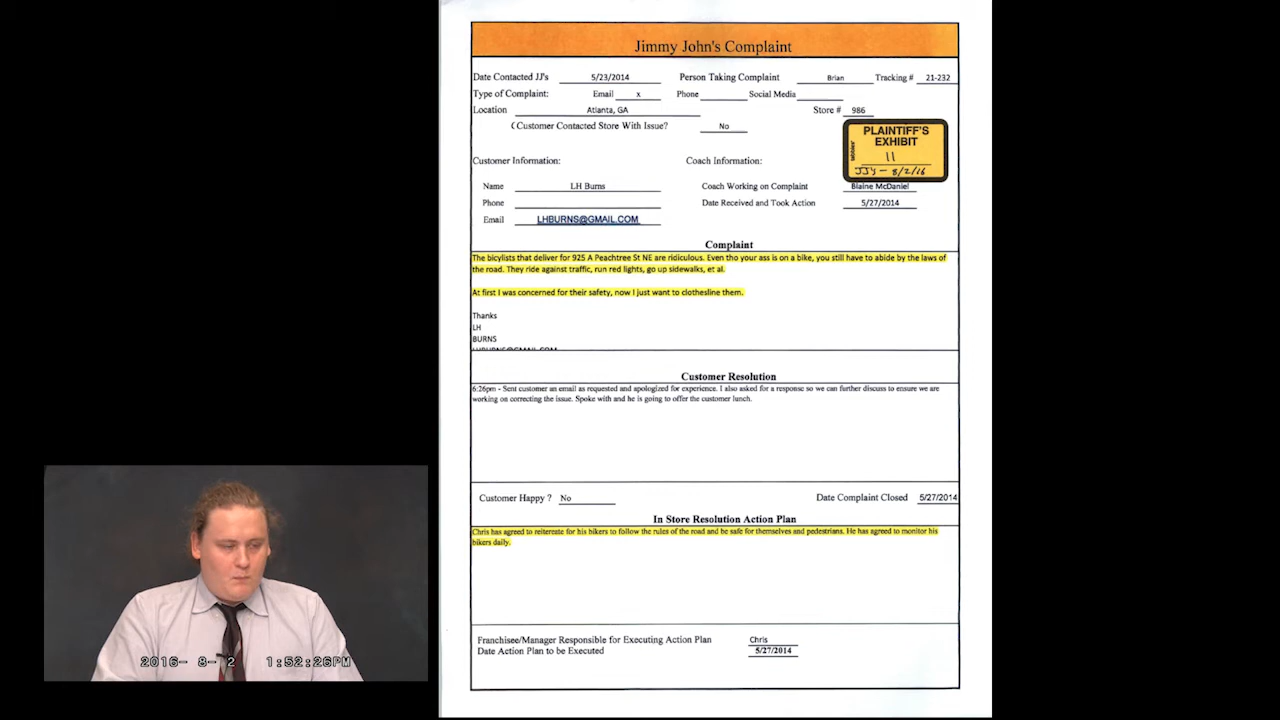 Jimmy John's Complaint
Date Contacted JJ's 5/23/2014 Person Taking Complaint Brian Tracking # 21-232
Type of Complaint: Email x Phone Social Media
Location Atlanta, GA Store # 986
( Customer Contacted Store With Issue? No
PLAINTIFF'S
EXHIBIT
11
JJ's - 8/2/16
Customer Information: Coach Information:
Name LH Burns Coach Working on Complaint Blaine McDaniel
Phone Date Received and Took Action 5/27/2014
Email LHBURNS@GMAIL.COM
Complaint
The bicylists that deliver for 925 A Peachtree St NE are ridiculous. Even tho your ass is on a bike, you still have to abide by the laws of
the road. They ride against traffic, run red lights, go up sidewalks, et al.
At first I was concerned for their safety, now I just want to clothesline them.
Thanks
LH
BURNS
LHBURNS@GMAIL.COM
Customer Resolution
6:26pm - Sent customer an email as requested and apologized for experience. I also asked for a response so we can further discuss to ensure we are
working on correcting the issue. Spoke with and he is going to offer the customer lunch.
Customer Happy ? No Date Complaint Closed 5/27/2014
In Store Resolution Action Plan
Chris has agreed to reitereate for his bikers to follow the rules of the road and be safe for themselves and pedestrians. He has agreed to monitor his
bikers daily.
Franchisee/Manager Responsible for Executing Action Plan Chris
Date Action Plan to be Executed 5/27/2014
2016- 8- 2 1:52:26PM